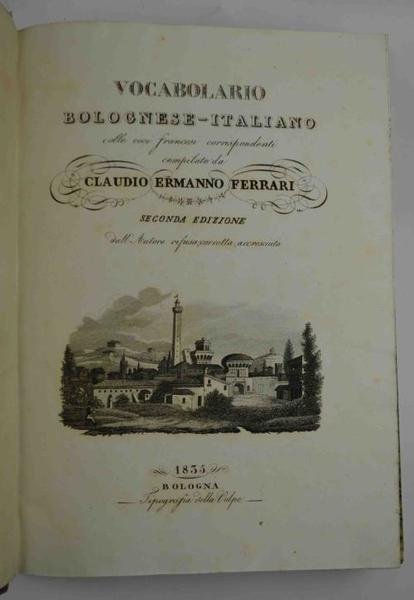 VOCABOLARIO
BOLOGNESE-ITALIANO
colle voci francesi corrispondenti
compilato da
CLAUDIO ERMANNO FERRARI
SECONDA EDIZIONE
dall'Autore rifusa, corretta, accresciuta
1835
BOLOGNA
Tipografia della Volpe